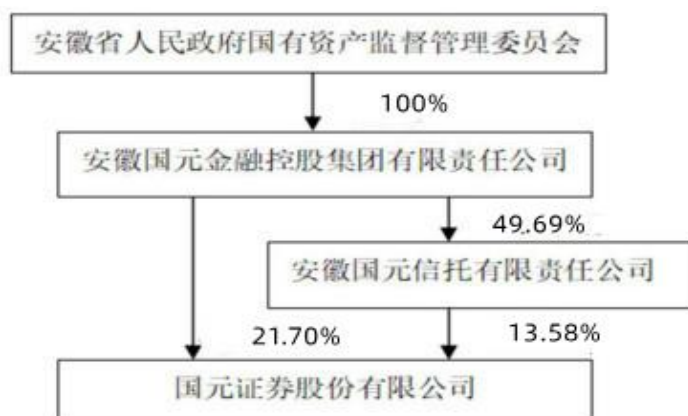 安徽省人民政府国有资产监督管理委员会
100%
安徽国元金融控股集团有限责任公司
49.69%
安徽国元信托有限责任公司
21.70%
13.58%
国元证券股份有限公司